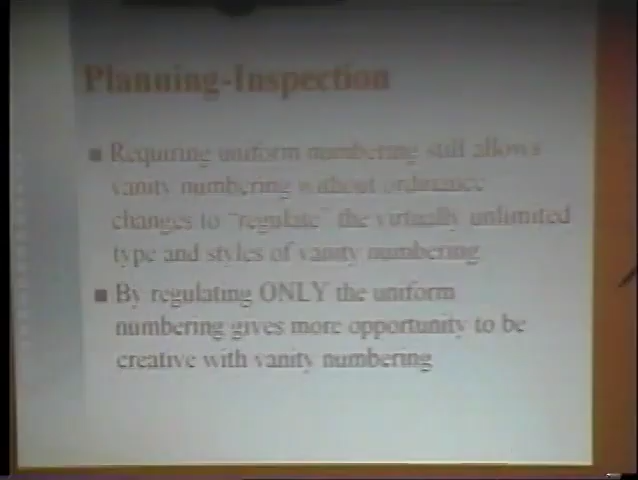 Planning-Inspection
Requiring uniform numbering still allows
vanity numbering without ordinance
changes to "regulate" the virtually unlimited
type and styles of vanity numbering
By regulating ONLY the uniform
numbering gives more opportunity to be
creative with vanity numbering